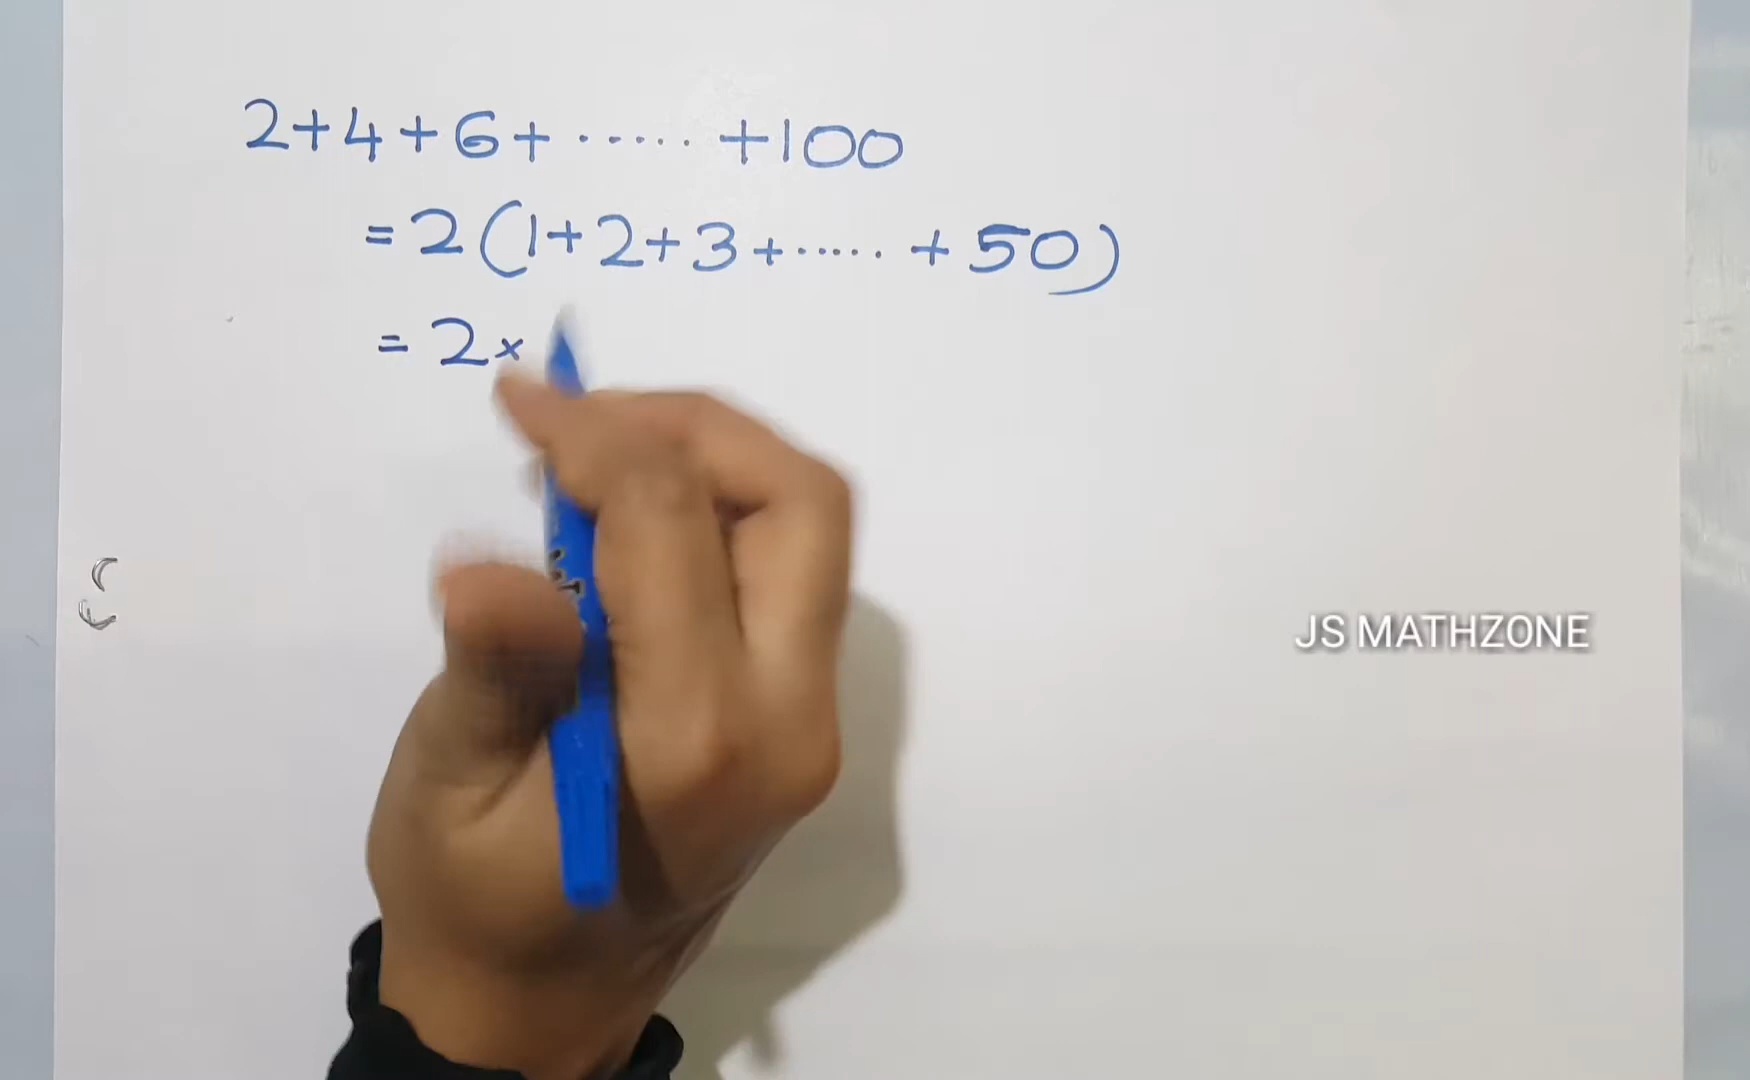 2+4+6+.....+100
=2(1+2+3+.....+50)
=2×
JS MATHZONE